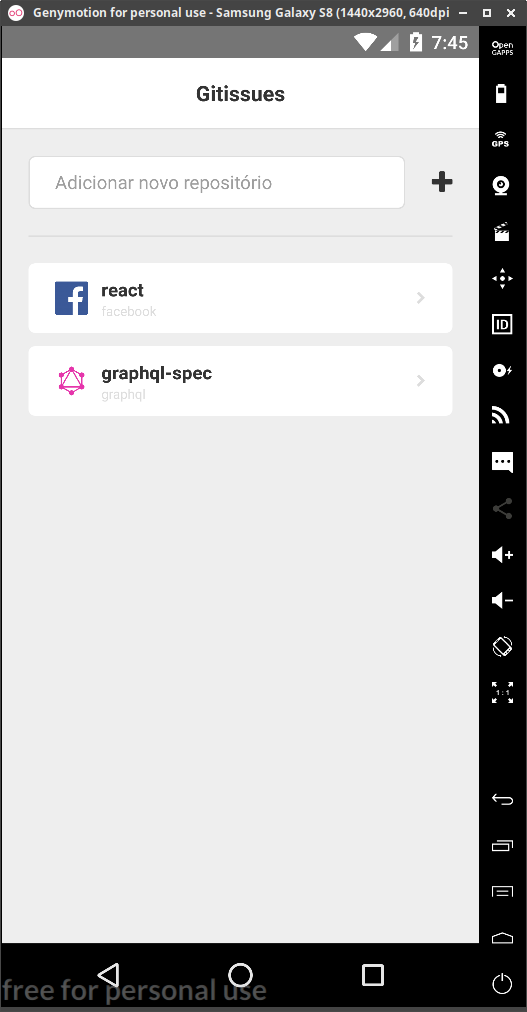 Genymotion for personal use - Samsung Galaxy S8 (1440x2960, 640dpi
7:45
Open
GAPPS
Gitissues
GPS
Adicionar novo repositório
react
facebook
ID
graphql-spec
graphql
1:1
free for personal use